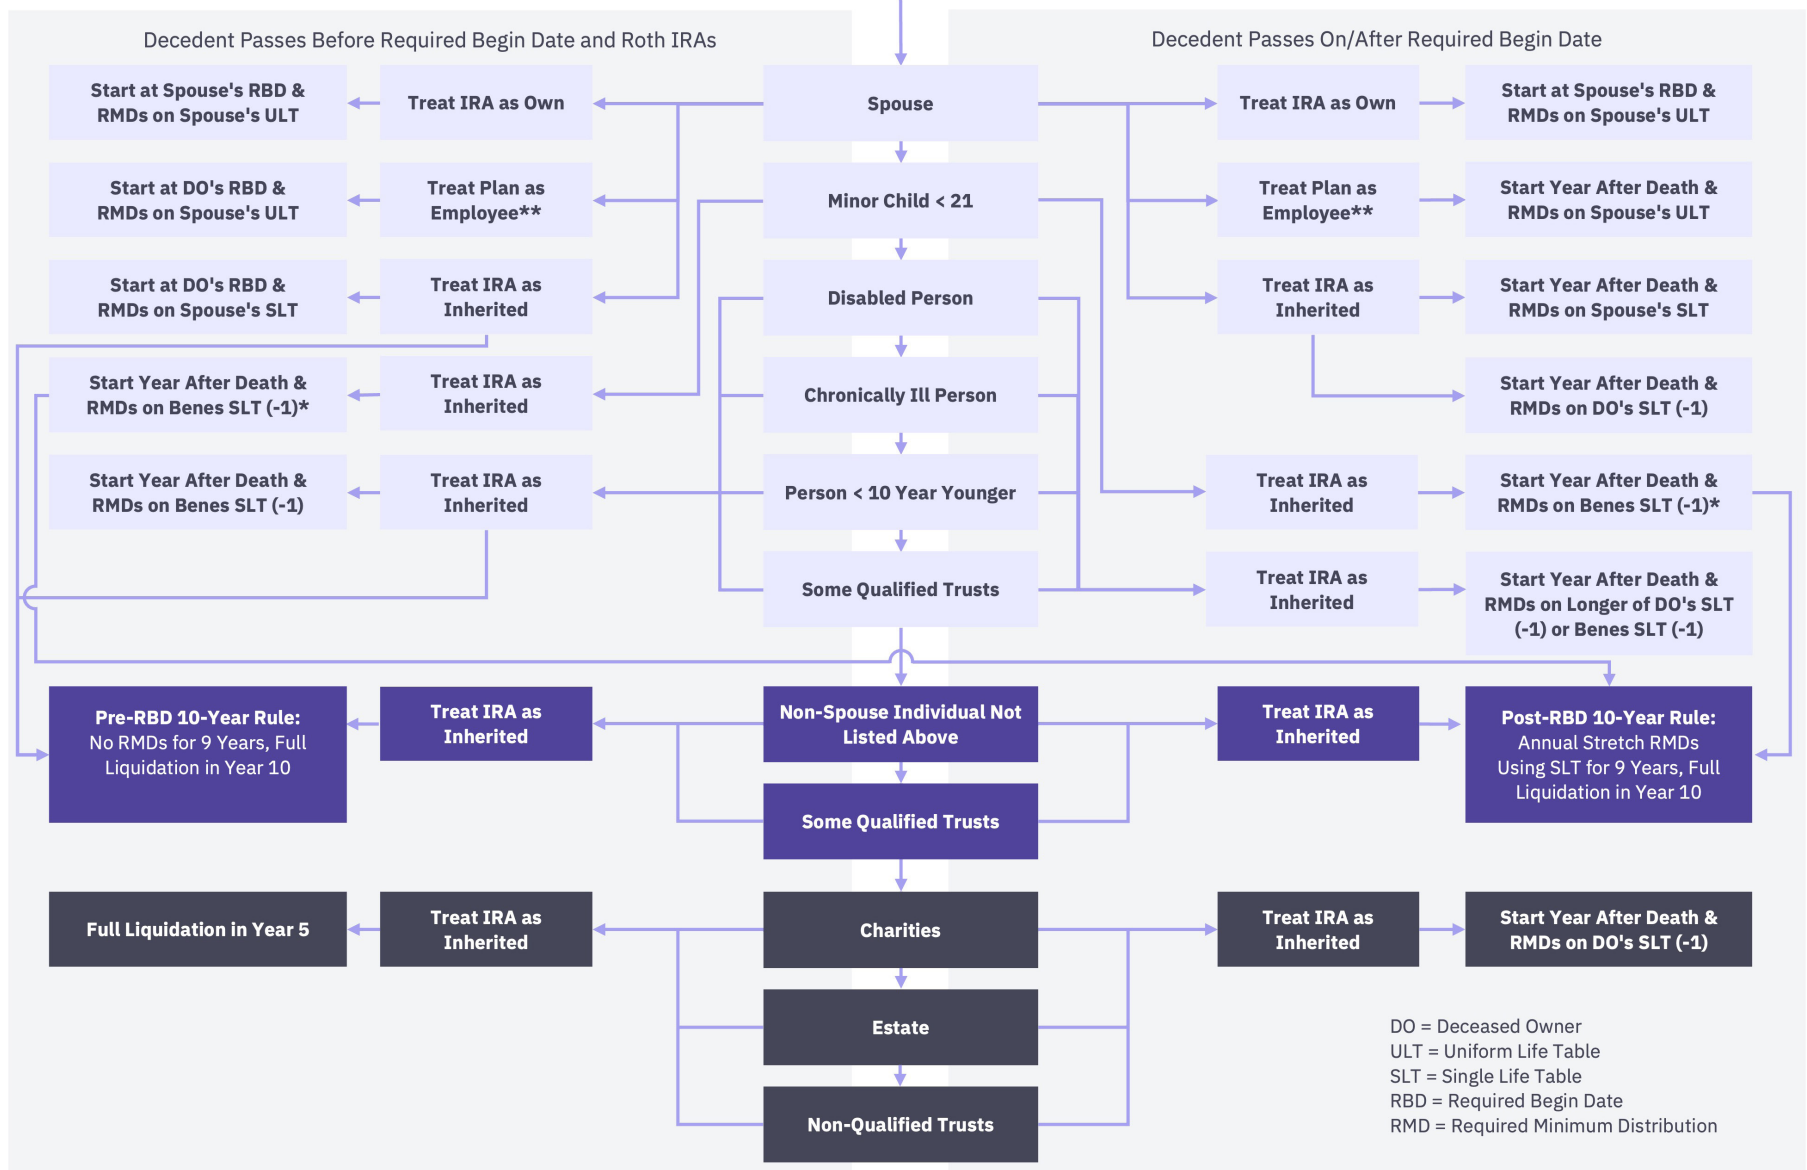 Decedent Passes Before Required Begin Date and Roth IRAs
Decedent Passes On/After Required Begin Date
Start at Spouse's RBD &
RMDs on Spouse's ULT
Treat IRA as Own
Spouse
Treat IRA as Own
Start at Spouse's RBD &
RMDs on Spouse's ULT
Start at DO's RBD &
RMDs on Spouse's ULT
Treat Plan as
Employee**
Minor Child < 21
Treat Plan as
Employee**
Start Year After Death &
RMDs on Spouse's ULT
Start at DO's RBD &
RMDs on Spouse's SLT
Treat IRA as
Inherited
Disabled Person
Treat IRA as
Inherited
Start Year After Death &
RMDs on Spouse's SLT
Start Year After Death &
RMDs on Benes SLT (-1)*
Treat IRA as
Inherited
Chronically Ill Person
Start Year After Death &
RMDs on DO's SLT (-1)
Start Year After Death &
RMDs on Benes SLT (-1)
Treat IRA as
Inherited
Person < 10 Year Younger
Treat IRA as
Inherited
Start Year After Death &
RMDs on Benes SLT (-1)*
Some Qualified Trusts
Treat IRA as
Inherited
Start Year After Death &
RMDs on Longer of DO's SLT
(-1) or Benes SLT (-1)
Pre-RBD 10-Year Rule:
No RMDs for 9 Years, Full
Liquidation in Year 10
Treat IRA as
Inherited
Non-Spouse Individual Not
Listed Above
Treat IRA as
Inherited
Post-RBD 10-Year Rule:
Annual Stretch RMDs
Using SLT for 9 Years, Full
Liquidation in Year 10
Some Qualified Trusts
Full Liquidation in Year 5
Treat IRA as
Inherited
Charities
Treat IRA as
Inherited
Start Year After Death &
RMDs on DO's SLT (-1)
Estate
Non-Qualified Trusts
DO = Deceased Owner
ULT = Uniform Life Table
SLT = Single Life Table
RBD = Required Begin Date
RMD = Required Minimum Distribution